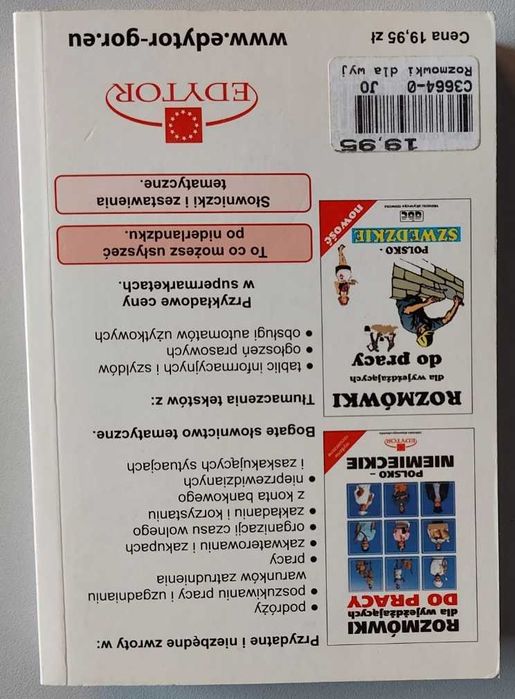 Przydatne i niezbędne zwroty w:
• podróży
• poszukiwaniu pracy i uzgadnianiu
warunków zatrudnienia
• pracy
• zakwaterowaniu i zakupach
• organizacji czasu wolnego
• zakładaniu i korzystaniu
z konta bankowego
• nieprzewidzianych
i zaskakujących sytuacjach
Bogate słownictwo tematyczne.
Tłumaczenia tekstów z:
• tablic informacyjnych i szyldów
• ogłoszeń prasowych
• obsługi automatów użytkowych
Przykładowe ceny
w supermarketach.
To co możesz usłyszeć
po niderlandzku.
Słowniczki i zestawienia
tematyczne.
EDYTOR
www.edytor-gor.eu
ROZMÓWKI
dla wyjeżdżających
DO PRACY
POLSKO –
NIEMIECKIE
EDYTOR
ROZMÓWKI
dla wyjeżdżających
do pracy
POLSKO -
SZWEDZKIE
nowość
19,95
C3664-0 JO
Rozmowki dla wyj
Cena 19,95 zł